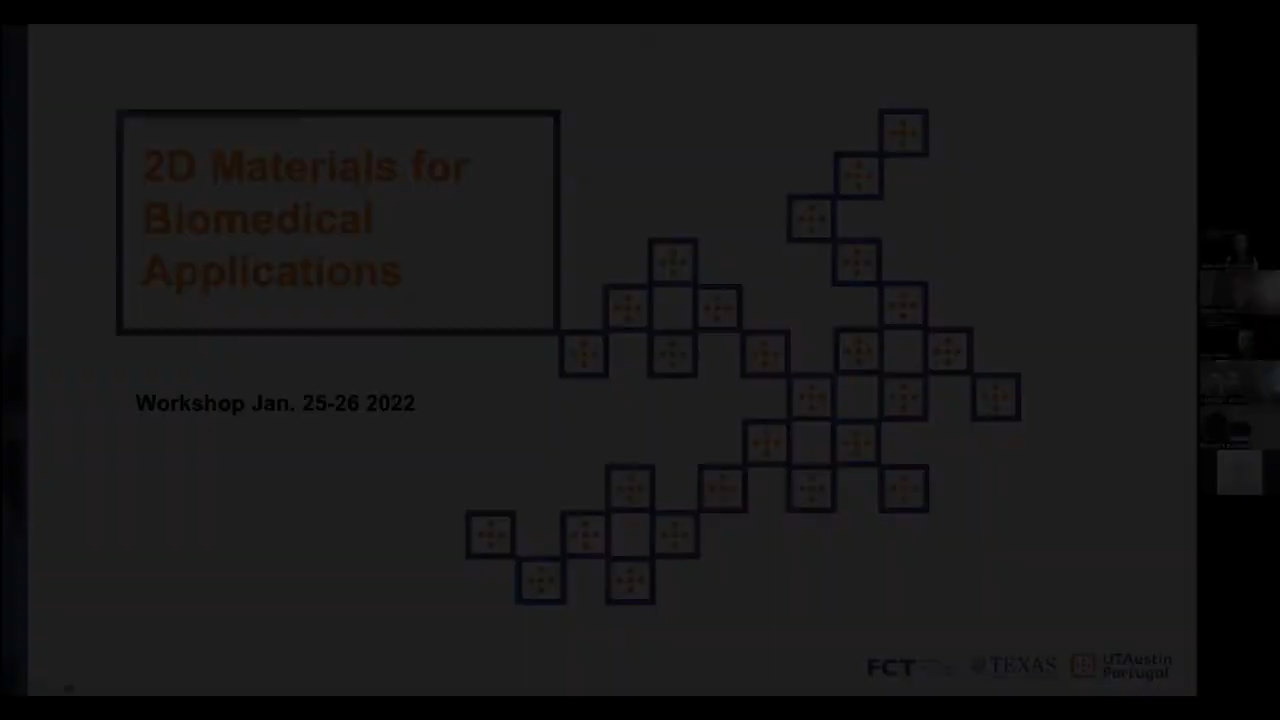 2D Materials for
Biomedical
Applications
Workshop Jan. 25-26 2022
FCT
TEXAS
UTAustin
Portugal